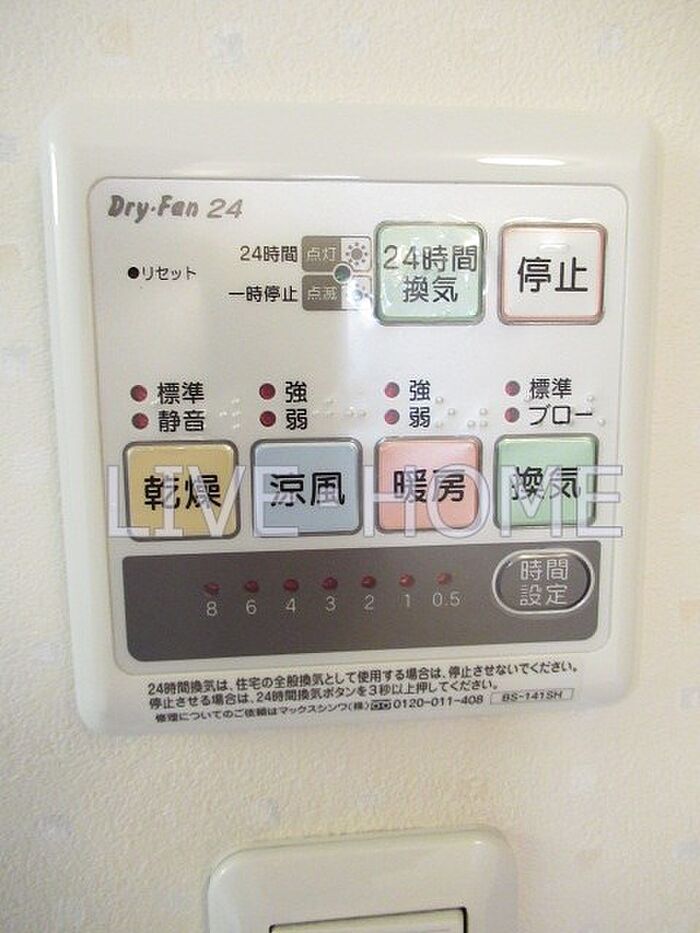 Dry・Fan 24
24時間 点灯
●リセット
一時停止 点滅
24時間
換気
停止
標準 強 強 標準
静音 弱 弱 ブロー
乾燥 涼風 暖房 換気
LIVE HOME
8 6 4 3 2 1 0.5
時間
設定
24時間換気は、住宅の全般換気として使用する場合は、停止させないでください。
停止させる場合は、24時間換気ボタンを3秒以上押してください。
修理についてのご依頼はマックスシンワ(株) 0120-011-408 BS-141SH